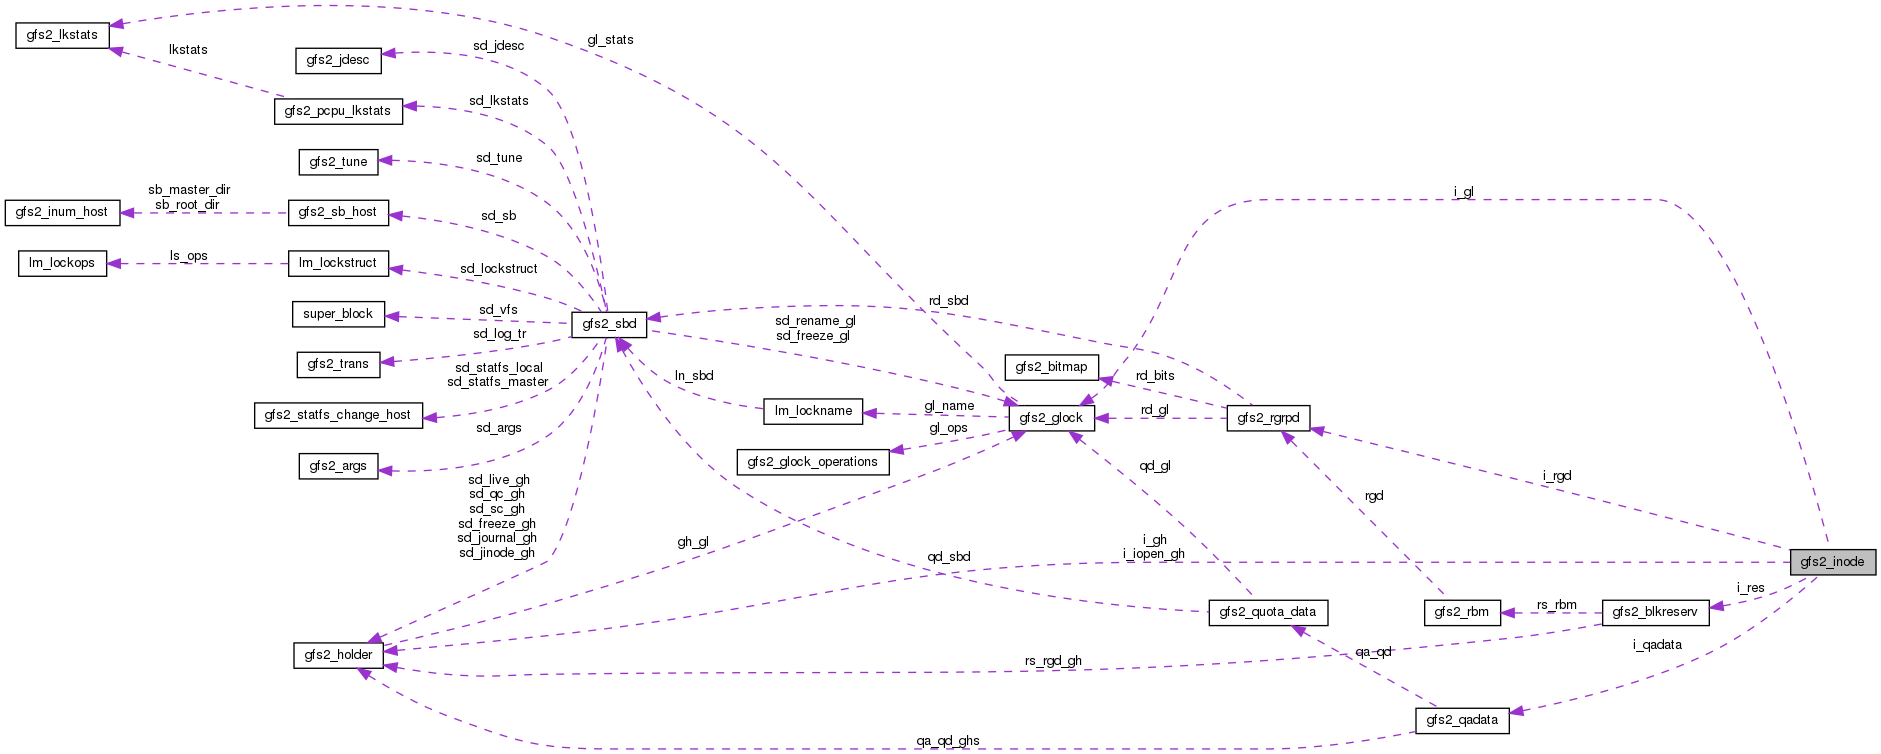 gfs2_lkstats
gl_stats
lkstats
sd_jdesc
gfs2_jdesc
sd_lkstats
gfs2_pcpu_lkstats
sd_tune
gfs2_tune
sb_master_dir
sb_root_dir
gfs2_inum_host
gfs2_sb_host
sd_sb
i_gl
lm_lockops
ls_ops
lm_lockstruct
sd_lockstruct
super_block
sd_vfs
gfs2_sbd
rd_sbd
sd_rename_gl
sd_freeze_gl
sd_log_tr
gfs2_trans
sd_statfs_local
sd_statfs_master
ln_sbd
gfs2_bitmap
rd_bits
gfs2_statfs_change_host
lm_lockname
gl_name
gfs2_glock
rd_gl
gfs2_rgrpd
sd_args
gl_ops
gfs2_args
gfs2_glock_operations
qd_gl
i_rgd
sd_live_gh
sd_qc_gh
sd_sc_gh
sd_freeze_gh
sd_journal_gh
sd_jinode_gh
rgd
gh_gl
qd_sbd
i_gh
i_iopen_gh
gfs2_inode
i_res
gfs2_quota_data
gfs2_rbm
rs_rbm
gfs2_blkreserv
gfs2_holder
rs_rgd_gh
qa_qd
i_qadata
gfs2_qadata
qa_qd_ghs